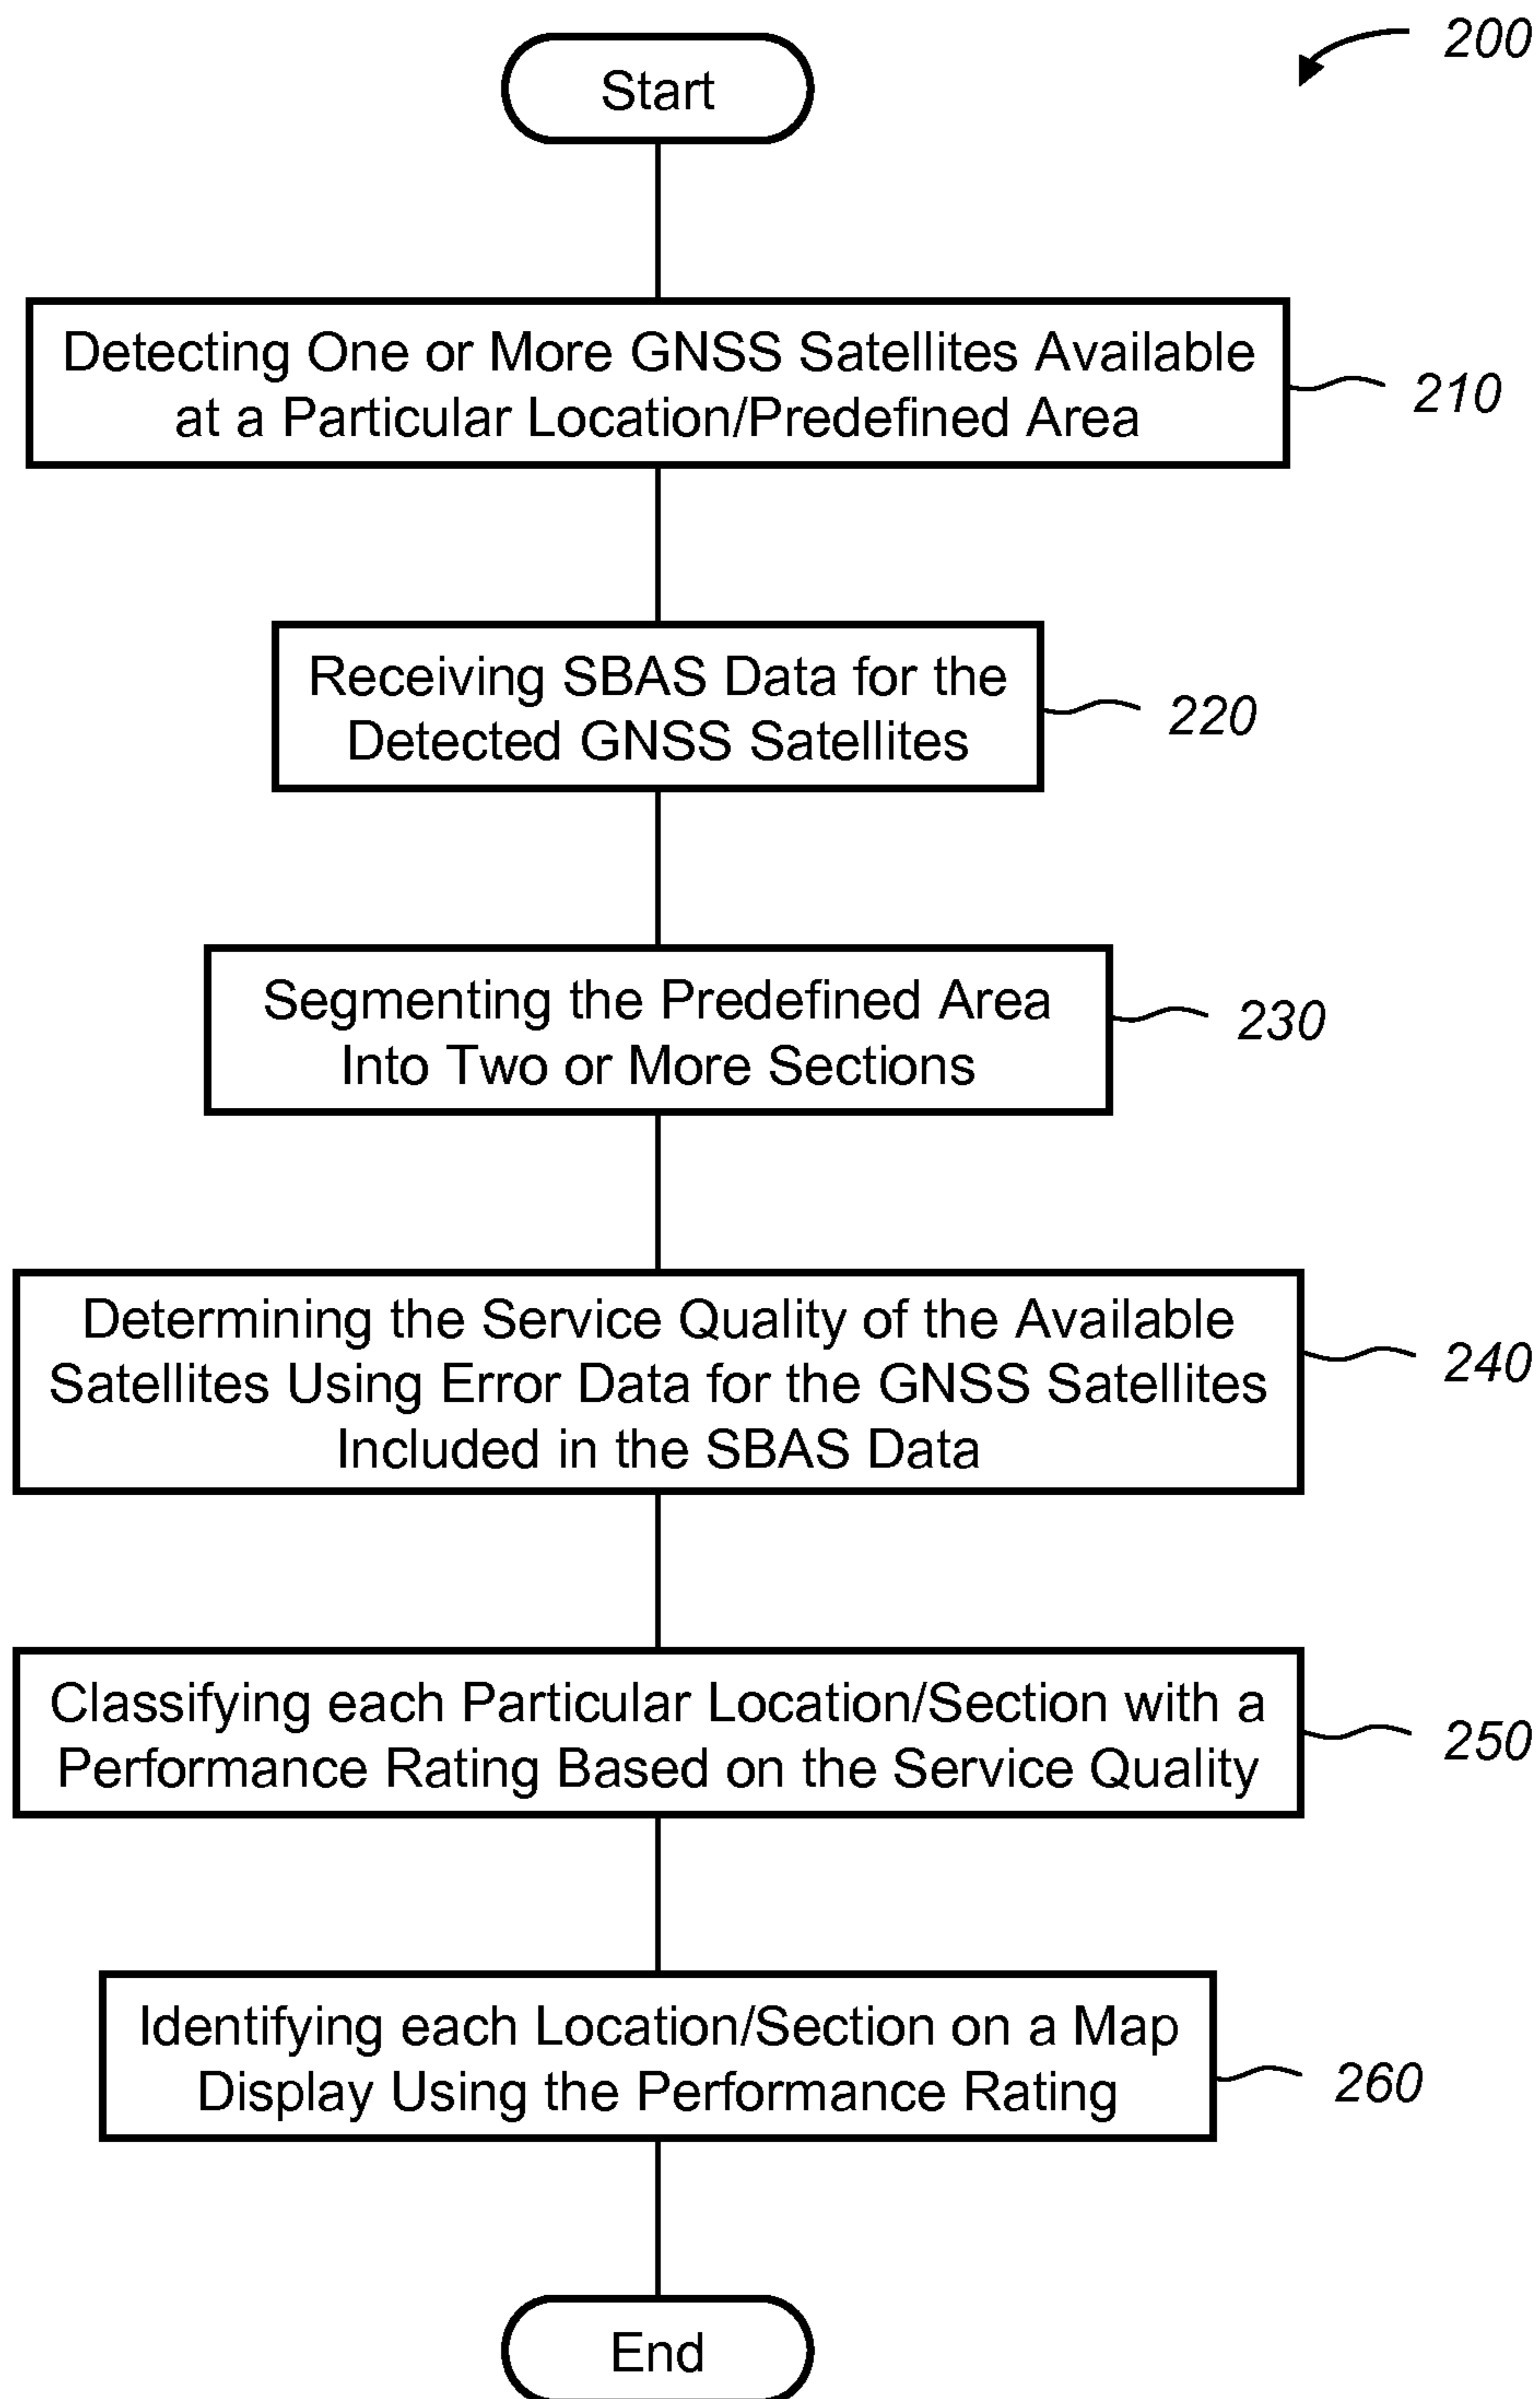 200
Start
Detecting One or More GNSS Satellites Available
at a Particular Location/Predefined Area
210
Receiving SBAS Data for the
Detected GNSS Satellites
220
Segmenting the Predefined Area
Into Two or More Sections
230
Determining the Service Quality of the Available
Satellites Using Error Data for the GNSS Satellites
Included in the SBAS Data
240
Classifying each Particular Location/Section with a
Performance Rating Based on the Service Quality
250
Identifying each Location/Section on a Map
Display Using the Performance Rating
260
End